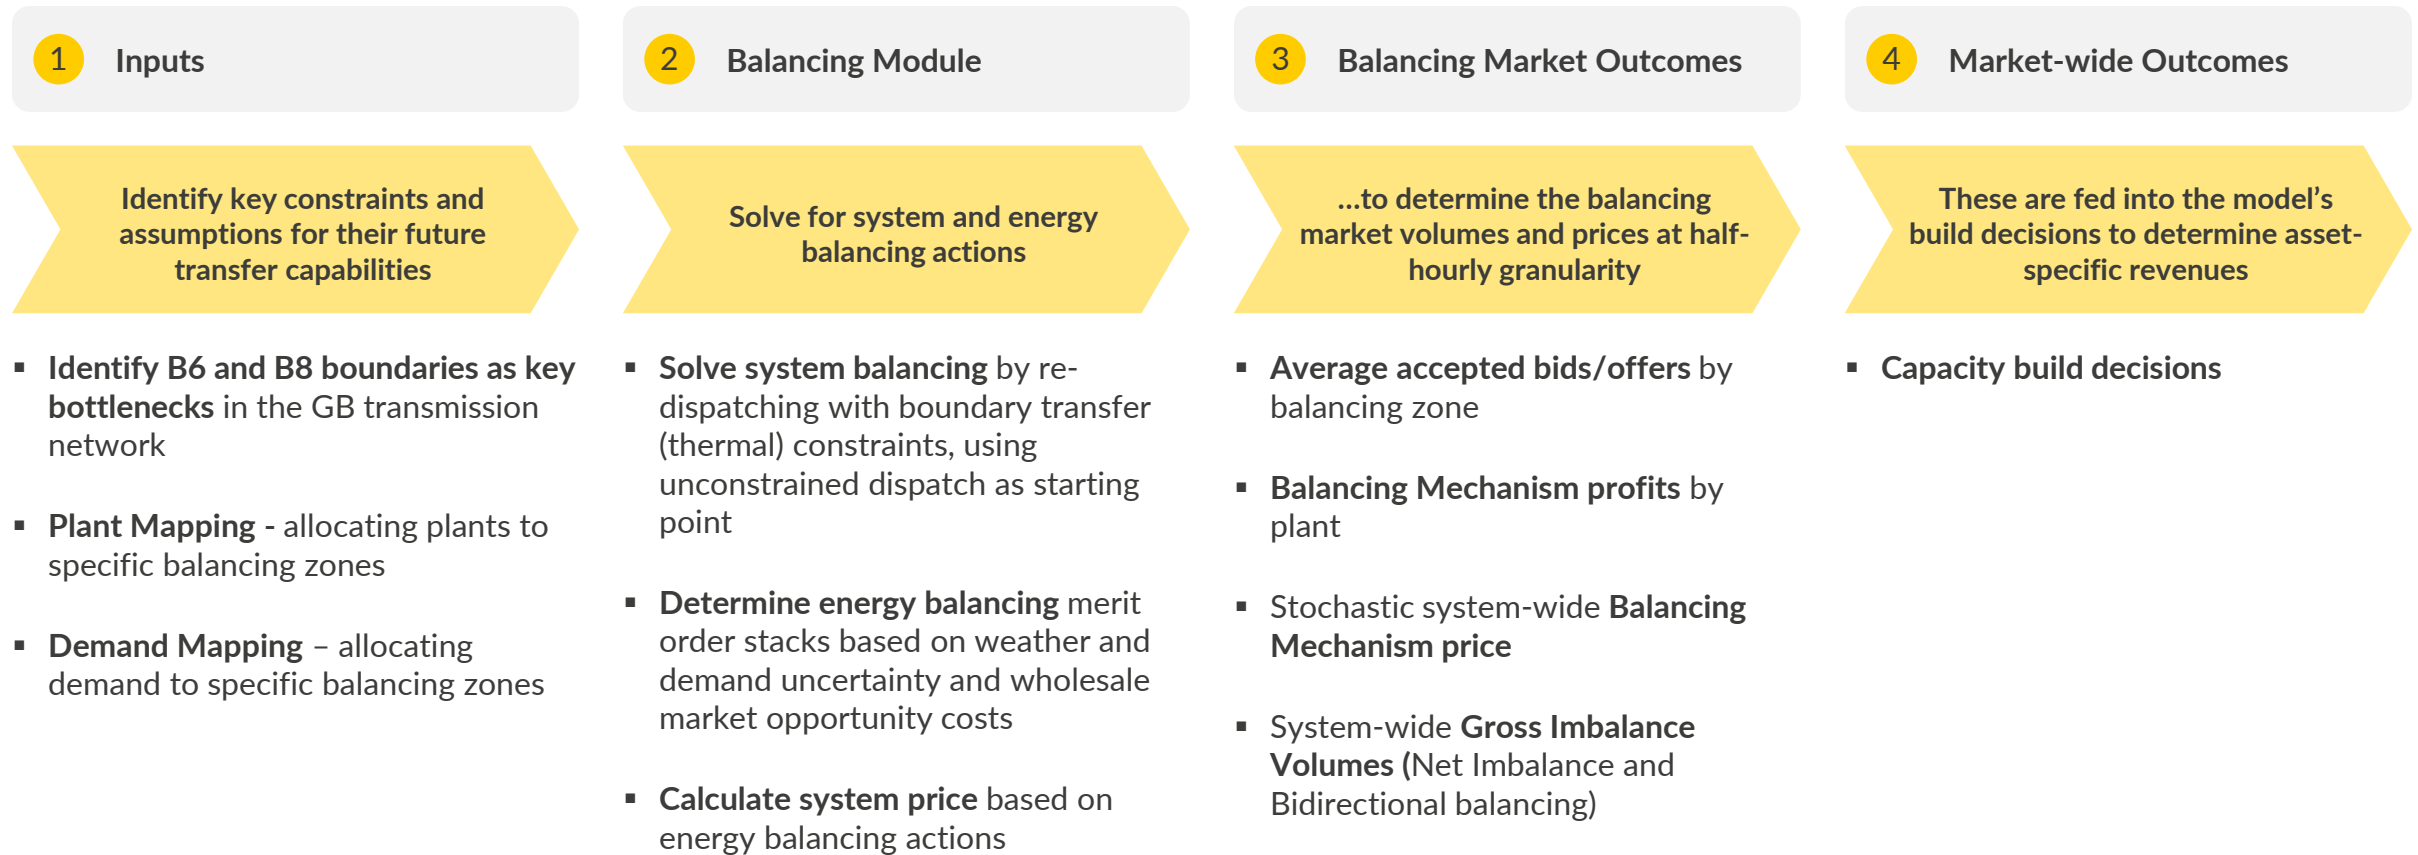 1 Inputs
Identify key constraints and
assumptions for their future
transfer capabilities
▪ Identify B6 and B8 boundaries as key
bottlenecks in the GB transmission
network
▪ Plant Mapping - allocating plants to
specific balancing zones
▪ Demand Mapping – allocating
demand to specific balancing zones
2 Balancing Module
Solve for system and energy
balancing actions
▪ Solve system balancing by re-
dispatching with boundary transfer
(thermal) constraints, using
unconstrained dispatch as starting
point
▪ Determine energy balancing merit
order stacks based on weather and
demand uncertainty and wholesale
market opportunity costs
▪ Calculate system price based on
energy balancing actions
3 Balancing Market Outcomes
...to determine the balancing
market volumes and prices at half-
hourly granularity
▪ Average accepted bids/offers by
balancing zone
▪ Balancing Mechanism profits by
plant
▪ Stochastic system-wide Balancing
Mechanism price
▪ System-wide Gross Imbalance
Volumes (Net Imbalance and
Bidirectional balancing)
4 Market-wide Outcomes
These are fed into the model’s
build decisions to determine asset-
specific revenues
▪ Capacity build decisions